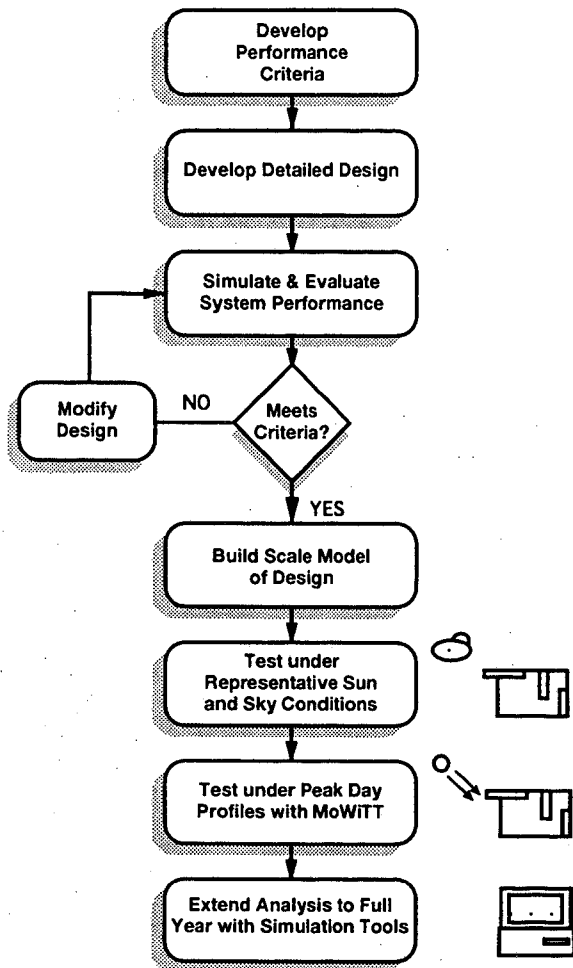 Develop
Performance
Criteria
Develop Detailed Design
Simulate & Evaluate
System Performance
Modify
Design
NO
Meets
Criteria?
YES
Build Scale Model
of Design
Test under
Representative Sun
and Sky Conditions
Test under Peak Day
Profiles with MoWiTT
Extend Analysis to Full
Year with Simulation Tools